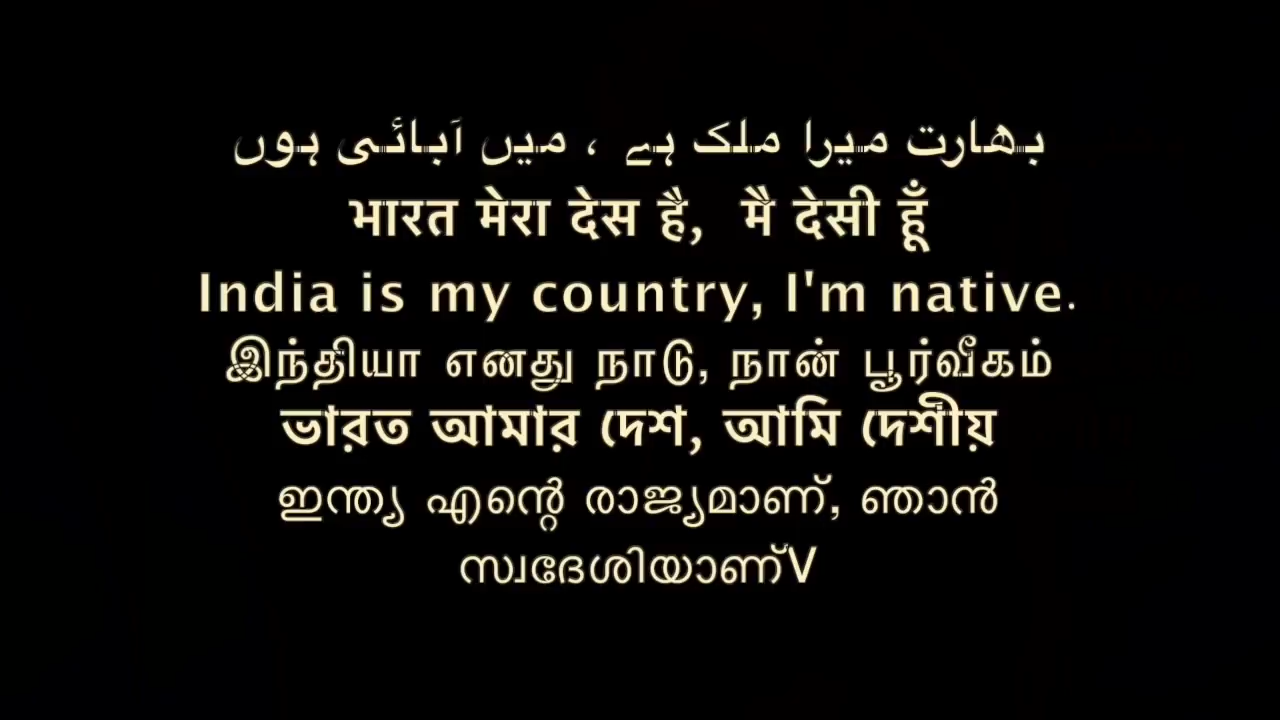 بھارت میرا ملک ہے ، میں آبائی ہوں
भारत मेरा देस है, मै देसी हूँ
India is my country, I'm native.
இந்தியா எனது நாடு, நான் பூர்வீகம்
ভারত আমার দেশ, আমি দেশীয়
ഇന്ത്യ എന്റെ രാജ്യമാണ്, ഞാൻ
സ്വദേശിയാണ്V